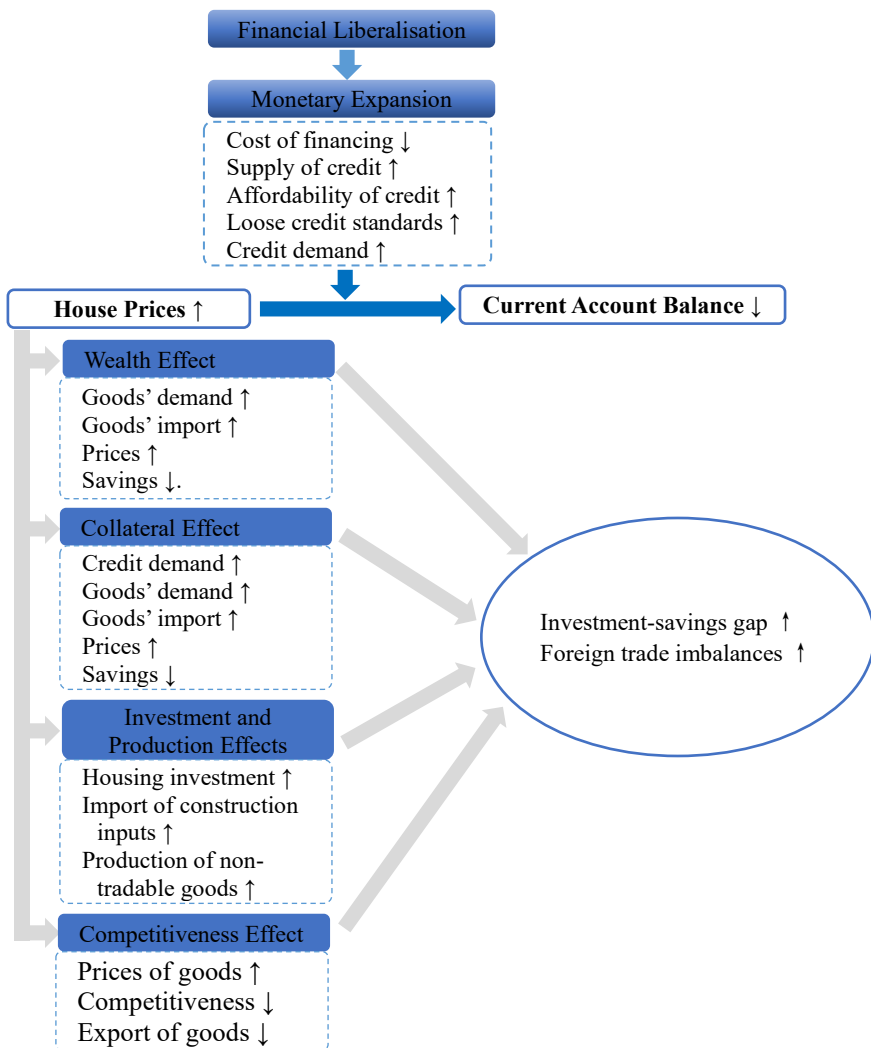 Financial Liberalisation
Monetary Expansion
Cost of financing ↓
Supply of credit ↑
Affordability of credit ↑
Loose credit standards ↑
Credit demand ↑
House Prices ↑
Current Account Balance ↓
Wealth Effect
Goods’ demand ↑
Goods’ import ↑
Prices ↑
Savings ↓.
Collateral Effect
Credit demand ↑
Goods’ demand ↑
Goods’ import ↑
Prices ↑
Savings ↓
Investment-savings gap ↑
Foreign trade imbalances ↑
Investment and
Production Effects
Housing investment ↑
Import of construction
inputs ↑
Production of non-
tradable goods ↑
Competitiveness Effect
Prices of goods ↑
Competitiveness ↓
Export of goods ↓